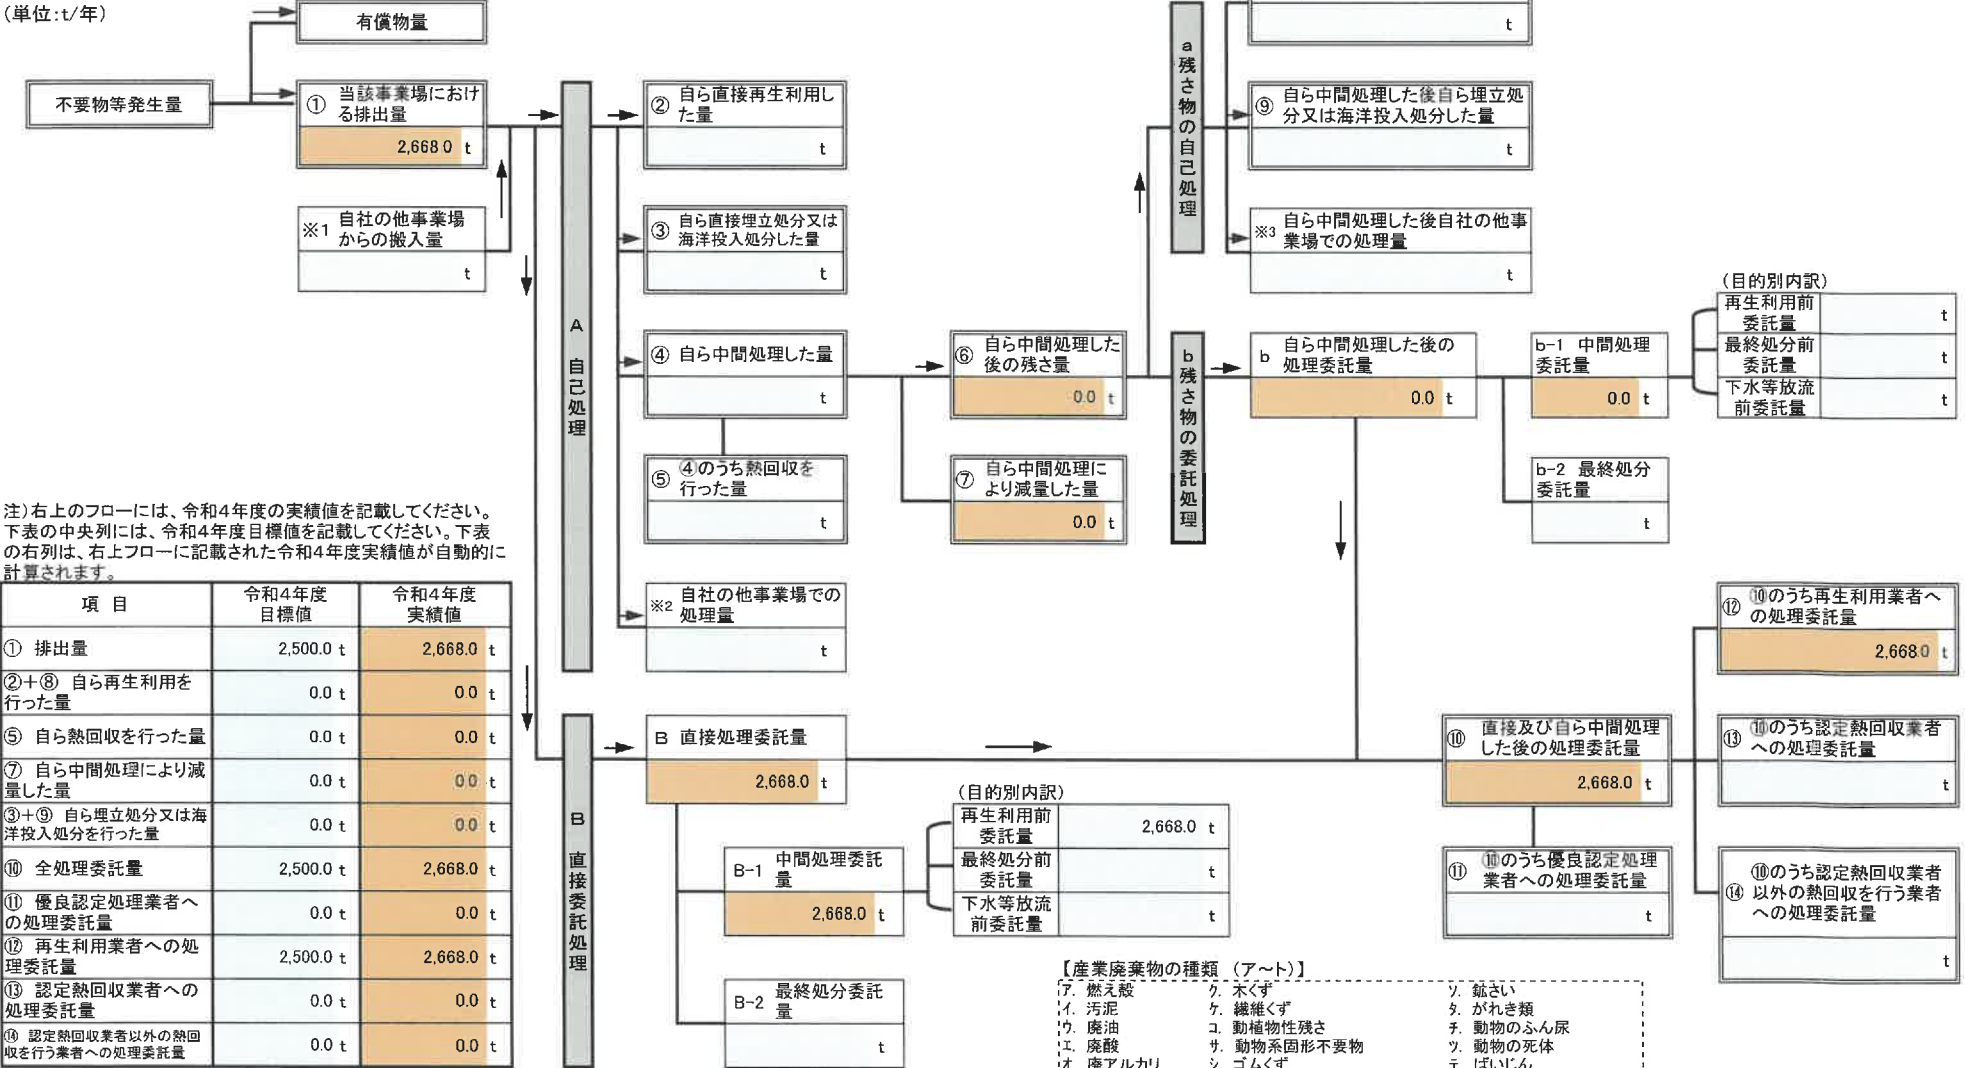 (単位:t/年)
有償物量
不要物等発生量
① 当該事業場におけ
る排出量
2,668.0 t
※1 自社の他事業場
からの搬入量
t
A 自己処理
② 自ら直接再生利用し
た量
t
③ 自ら直接埋立処分又は
海洋投入処分した量
t
④ 自ら中間処理した量
t
⑤ ④のうち熱回収を
行った量
t
※2 自社の他事業場での
処理量
t
⑥ 自ら中間処理した
後の残さ量
0.0 t
⑦ 自ら中間処理に
より減量した量
0.0 t
a 残さ物の自己処理
t
⑨ 自ら中間処理した後自ら埋立処
分又は海洋投入処分した量
t
※3 自ら中間処理した後自社の他事
業場での処理量
t
b 残さ物の委託処理
b 自ら中間処理した後の
処理委託量
0.0 t
b-1 中間処理
委託量
0.0 t
(目的別内訳)
再生利用前
委託量
t
最終処分前
委託量
t
下水等放流
前委託量
t
b-2 最終処分
委託量
t
注)右上のフローには、令和4年度の実績値を記載してください。
下表の中央列には、令和4年度目標値を記載してください。下表
の右列は、右上フローに記載された令和4年度実績値が自動的に
計算されます。
項 目 令和4年度 令和4年度
目標値 実績値
① 排出量 2,500.0 t 2,668.0 t
②+⑧ 自ら再生利用を
行った量 0.0 t 0.0 t
⑤ 自ら熱回収を行った量 0.0 t 0.0 t
⑦ 自ら中間処理により減
量した量 0.0 t 0.0 t
③+⑨ 自ら埋立処分又は海
洋投入処分を行った量 0.0 t 0.0 t
⑩ 全処理委託量 2,500.0 t 2,668.0 t
⑪ 優良認定処理業者へ
の処理委託量 0.0 t 0.0 t
⑫ 再生利用業者への処
理委託量 2,500.0 t 2,668.0 t
⑬ 認定熱回収業者への
処理委託量 0.0 t 0.0 t
⑭ 認定熱回収業者以外の熱回
収を行う業者への処理委託量 0.0 t 0.0 t
B 直接委託処理
B 直接処理委託量
2,668.0 t
B-1 中間処理委託
量
2,668.0 t
(目的別内訳)
再生利用前
委託量
2,668.0 t
最終処分前
委託量
t
下水等放流
前委託量
t
B-2 最終処分委託
量
t
⑩ 直接及び自ら中間処理
した後の処理委託量
2,668.0 t
⑪ ⑩のうち優良認定処理
業者への処理委託量
t
⑫ ⑩のうち再生利用業者へ
の処理委託量
2,668.0 t
⑬ ⑩のうち認定熱回収業者
への処理委託量
t
⑭ ⑩のうち認定熱回収業者
以外の熱回収を行う業者
への処理委託量
t
【産業廃棄物の種類 (ア～ト)】
ア. 燃え殻 ク. 木くず ソ. 鉱さい
イ. 汚泥 ケ. 繊維くず タ. がれき類
ウ. 廃油 コ. 動植物性残さ チ. 動物のふん尿
エ. 廃酸 サ. 動物系固形不要物 ツ. 動物の死体
オ. 廃アルカリ シ. ゴムくず テ. ばいじん